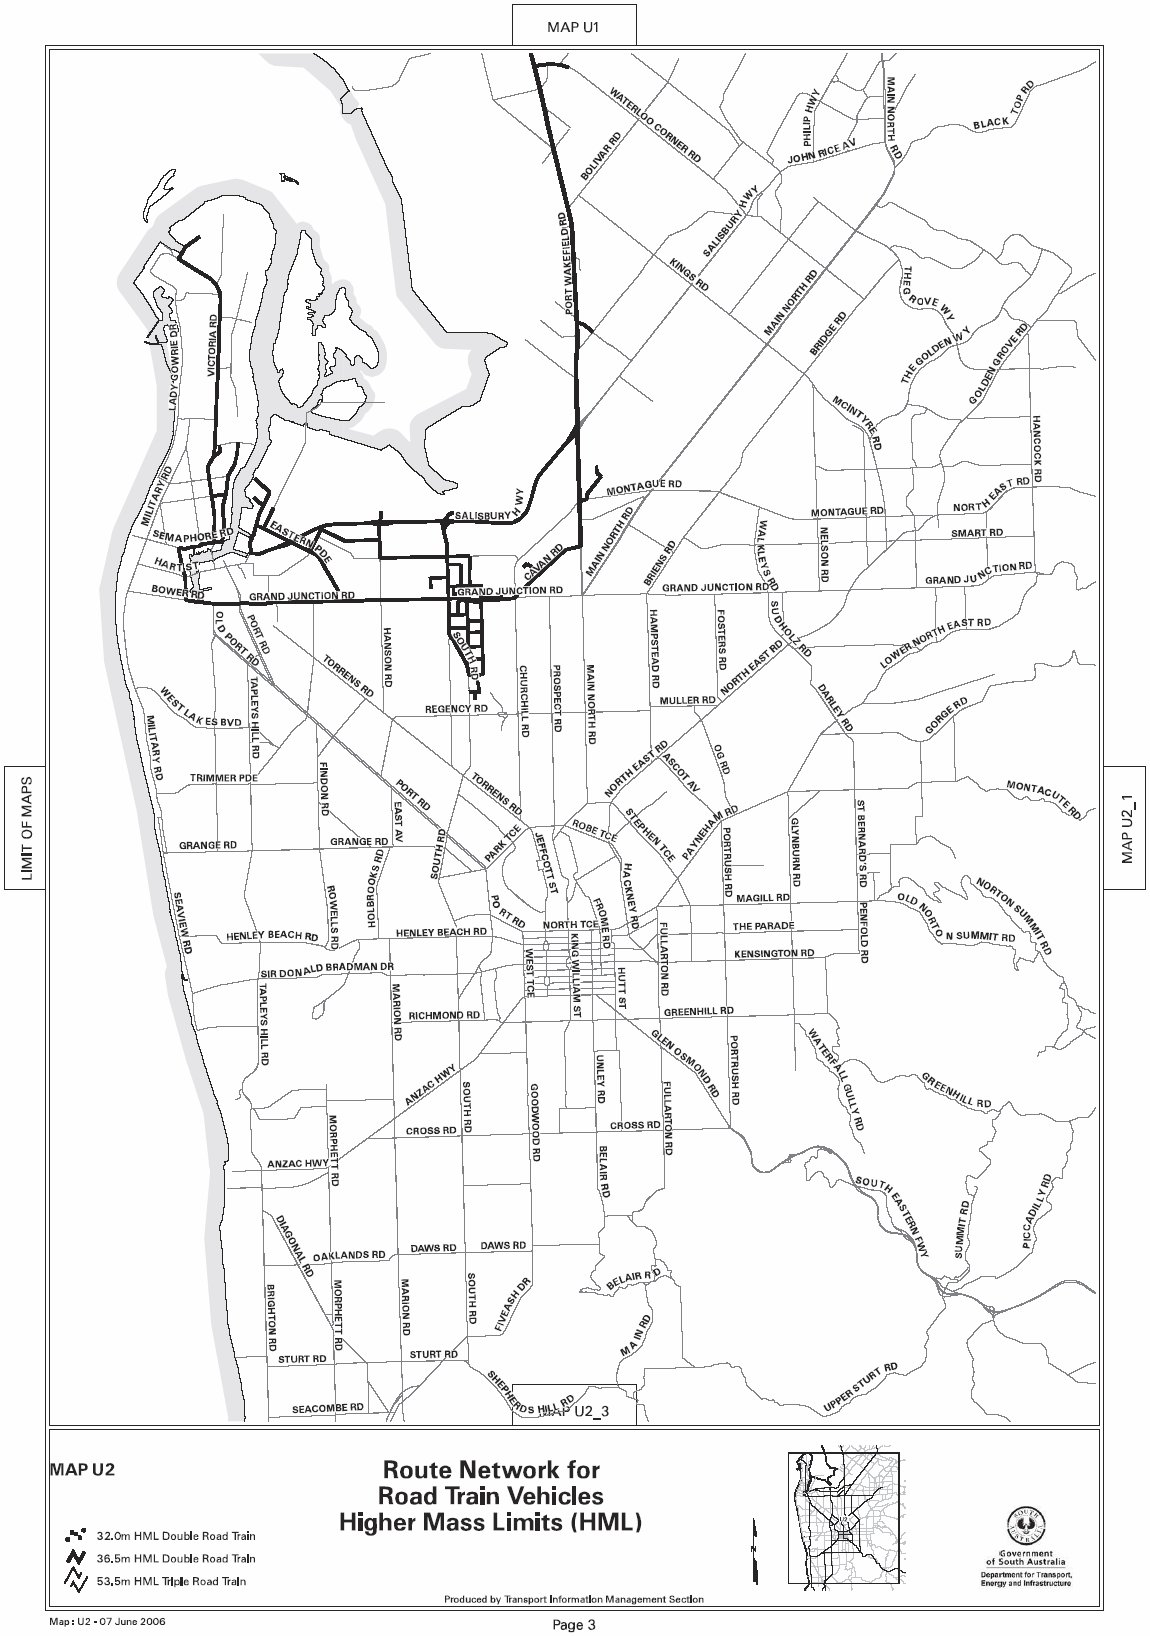 MAP U1
WATERLOO CORNER RD
PHILIP HWY
MAIN NORTH RD
BLACK TOP RD
BOLIVAR RD
JOHN RICE AV
SALISBURY HWY
PORT WAKEFIELD RD
KINGS RD
MAIN NORTH RD
THE GROVE WY
BRIDGE RD
THE GOLDEN WY
GOLDEN GROVE RD
LADY GOWRIE DR
VICTORIA RD
MCINTYRE RD
HANCOCK RD
MILITARY RD
MONTAGUE RD
NORTH EAST RD
SALISBURY HWY
MONTAGUE RD
SEMAPHORE RD
EASTERN PDE
MAIN NORTH RD
WALKLEYS RD
NELSON RD
SMART RD
HART ST
CAVAN RD
BRIENS RD
GRAND JUNCTION RD
BOWER RD
GRAND JUNCTION RD
GRAND JUNCTION RD
GRAND JUNCTION RD
OLD PORT RD
PORT RD
HANSON RD
SOUTH RD
HAMPSTEAD RD
FOSTERS RD
SUDHOLZ RD
LOWER NORTH EAST RD
TORRENS RD
TAPLEYS HILL RD
CHURCHILL RD
PROSPECT RD
MAIN NORTH RD
NORTH EAST RD
WEST LAKES BVD
REGENCY RD
MULLER RD
DARLEY RD
GORGE RD
MILITARY RD
OG RD
TRIMMER PDE
FINDON RD
PORT RD
TORRENS RD
NORTH EAST RD
ASCOT AV
MONTACUTE RD
LIMIT OF MAPS
MAP U2_1
EAST AV
STEPHEN TCE
PAYNEHAM RD
GLYNBURN RD
ST BERNARD'S RD
GRANGE RD
GRANGE RD
SOUTH RD
PARK TCE
JEFFCOTT ST
ROBE TCE
PORTRUSH RD
HOLBROOKS RD
HACKNEY RD
SEAVIEW RD
ROWELLS RD
PORT RD
FROME RD
MAGILL RD
OLD NORTON SUMMIT RD
NORTON SUMMIT RD
HENLEY BEACH RD
HENLEY BEACH RD
NORTH TCE
THE PARADE
PENFOLD RD
WEST TCE
KING WILLIAM ST
FULLARTON RD
KENSINGTON RD
SIR DONALD BRADMAN DR
HUTT ST
TAPLEYS HILL RD
MARION RD
RICHMOND RD
GREENHILL RD
GLEN OSMOND RD
PORTRUSH RD
WATERFALL GULLY RD
GREENHILL RD
ANZAC HWY
SOUTH RD
GOODWOOD RD
UNLEY RD
FULLARTON RD
MORPHETT RD
CROSS RD
CROSS RD
ANZAC HWY
BELAIR RD
SOUTH EASTERN FWY
SUMMIT RD
PICCADILLY RD
DIAGONAL RD
OAKLANDS RD
DAWS RD
DAWS RD
BELAIR RD
BRIGHTON RD
MORPHETT RD
MARION RD
SOUTH RD
FIVEASH DR
MAIN RD
STURT RD
STURT RD
SHEPHERDS HILL RD
UPPER STURT RD
SEACOMBE RD
MAP U2_3
MAP U2
Route Network for
Road Train Vehicles
Higher Mass Limits (HML)
32.0m HML Double Road Train
36.5m HML Double Road Train
53.5m HML Triple Road Train
N
SOUTH AUSTRALIA
Government
of South Australia
Department for Transport,
Energy and Infrastructure
Produced by Transport Information Management Section
Map : U2 - 07 June 2006
Page 3